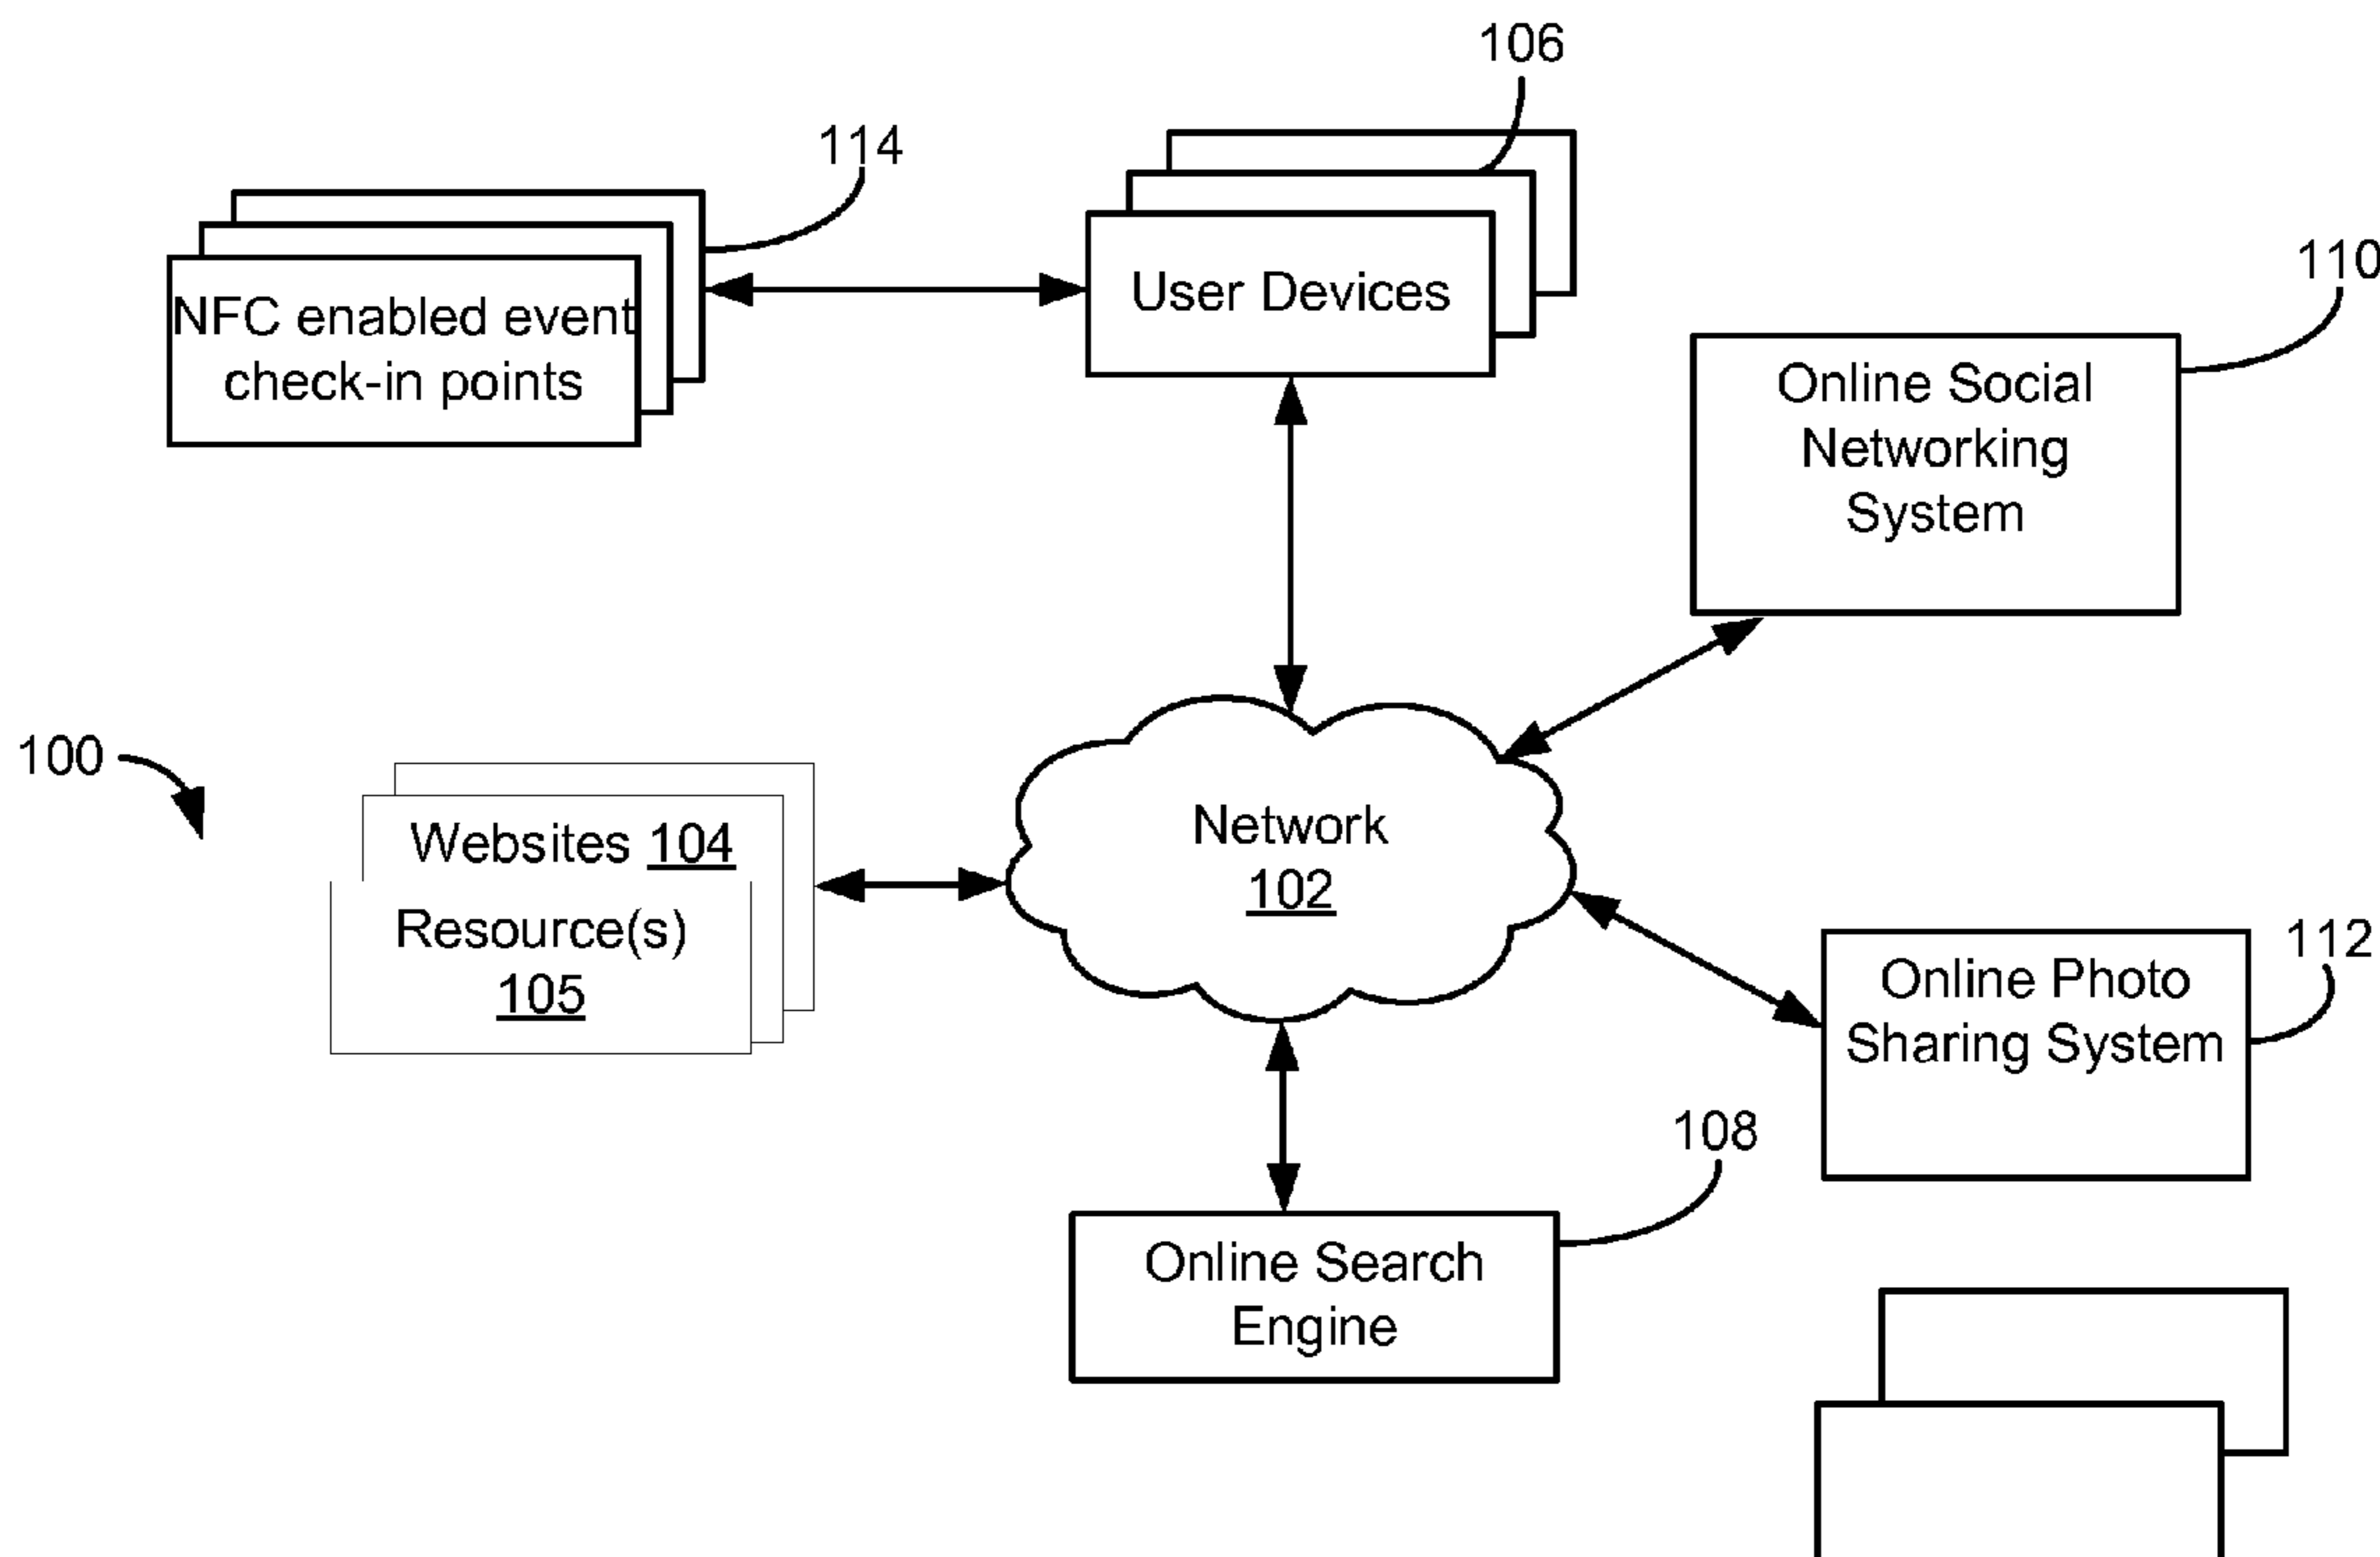 106
114
NFC enabled event
check-in points
User Devices
110
Online Social
Networking
System
100
Websites 104
Resource(s)
105
Network
102
112
Online Photo
Sharing System
108
Online Search
Engine